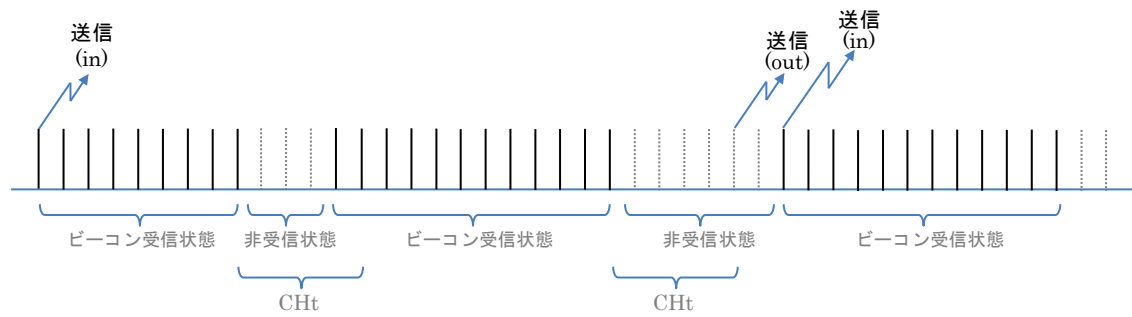 送信
(in)
送信
(out)
送信
(in)
ビーコン受信状態
非受信状態
ビーコン受信状態
非受信状態
ビーコン受信状態
CHt
CHt